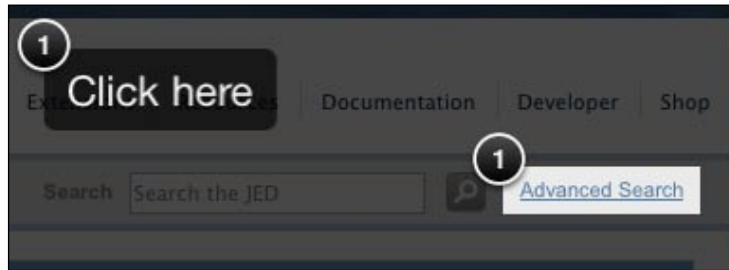 1
Click here
Documentation Developer Shop
1
Search Search the JED Advanced Search